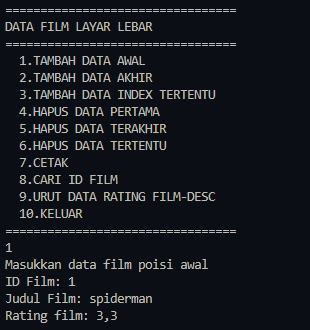 =================================
DATA FILM LAYAR LEBAR
=================================
1.TAMBAH DATA AWAL
2.TAMBAH DATA AKHIR
3.TAMBAH DATA INDEX TERTENTU
4.HAPUS DATA PERTAMA
5.HAPUS DATA TERAKHIR
6.HAPUS DATA TERTENTU
7.CETAK
8.CARI ID FILM
9.URUT DATA RATING FILM-DESC
10.KELUAR
=================================
1
Masukkan data film poisi awal
ID Film: 1
Judul Film: spiderman
Rating film: 3,3